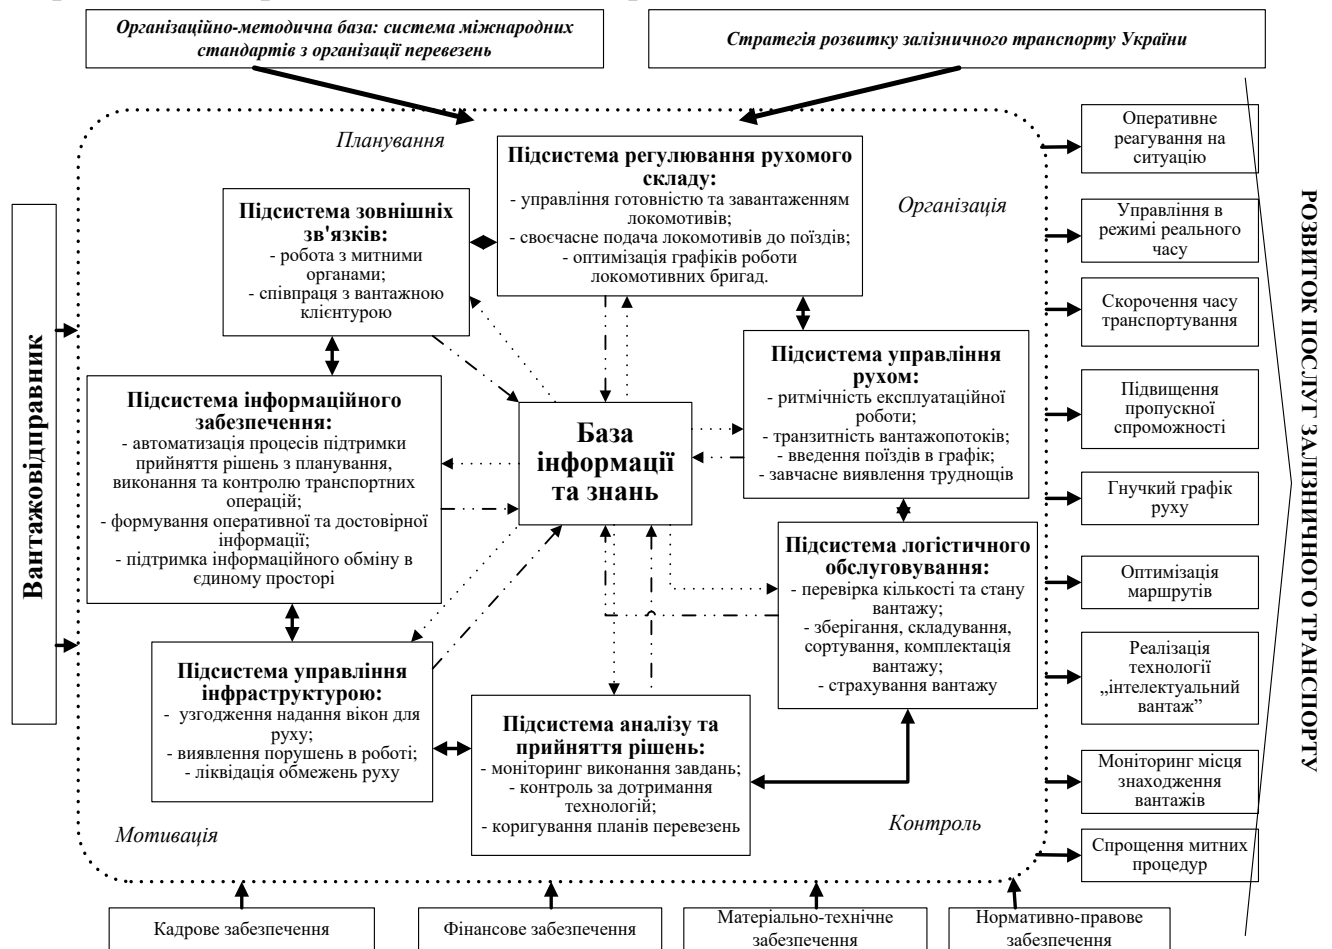 Організаційно-методична база: система міжнародних
стандартів з організації перевезень
Стратегія розвитку залізничного транспорту України
Планування
Організація
Мотивація
Контроль
Вантажовідправник
Підсистема регулювання рухомого
складу:
- управління готовністю та завантаженням
локомотивів;
- своєчасне подача локомотивів до поїздів;
- оптимізація графіків роботи
локомотивних бригад.
Підсистема зовнішніх
зв'язків:
- робота з митними
органами;
- співпраця з вантажною
клієнтурою
Підсистема управління
рухом:
- ритмічність експлуатаційної
роботи;
- транзитність вантажопотоків;
- введення поїздів в графік;
- завчасне виявлення труднощів
Підсистема інформаційного
забезпечення:
- автоматизація процесів підтримки
прийняття рішень з планування,
виконання та контролю транспортних
операцій;
- формування оперативної та достовірної
інформації;
- підтримка інформаційного обміну в
єдиному просторі
База
інформації
та знань
Підсистема логістичного
обслуговування:
- перевірка кількості та стану
вантажу;
- зберігання, складування,
сортування, комплектація
вантажу;
- страхування вантажу
Підсистема управління
інфраструктурою:
- узгодження надання вікон для
руху;
- виявлення порушень в роботі;
- ліквідація обмежень руху
Підсистема аналізу та
прийняття рішень:
- моніторинг виконання завдань;
- контроль за дотримання
технологій;
- коригування планів перевезень
Оперативне
реагування на
ситуацію
Управління в
режимі реального
часу
Скорочення часу
транспортування
Підвищення
пропускної
спроможності
Гнучкий графік
руху
Оптимізація
маршрутів
Реалізація
технології
„інтелектуальний
вантаж”
Моніторинг місця
знаходження
вантажів
Спрощення митних
процедур
РОЗВИТОК ПОСЛУГ ЗАЛІЗНИЧНОГО ТРАНСПОРТУ
Кадрове забезпечення
Фінансове забезпечення
Матеріально-технічне
забезпечення
Нормативно-правове
забезпечення